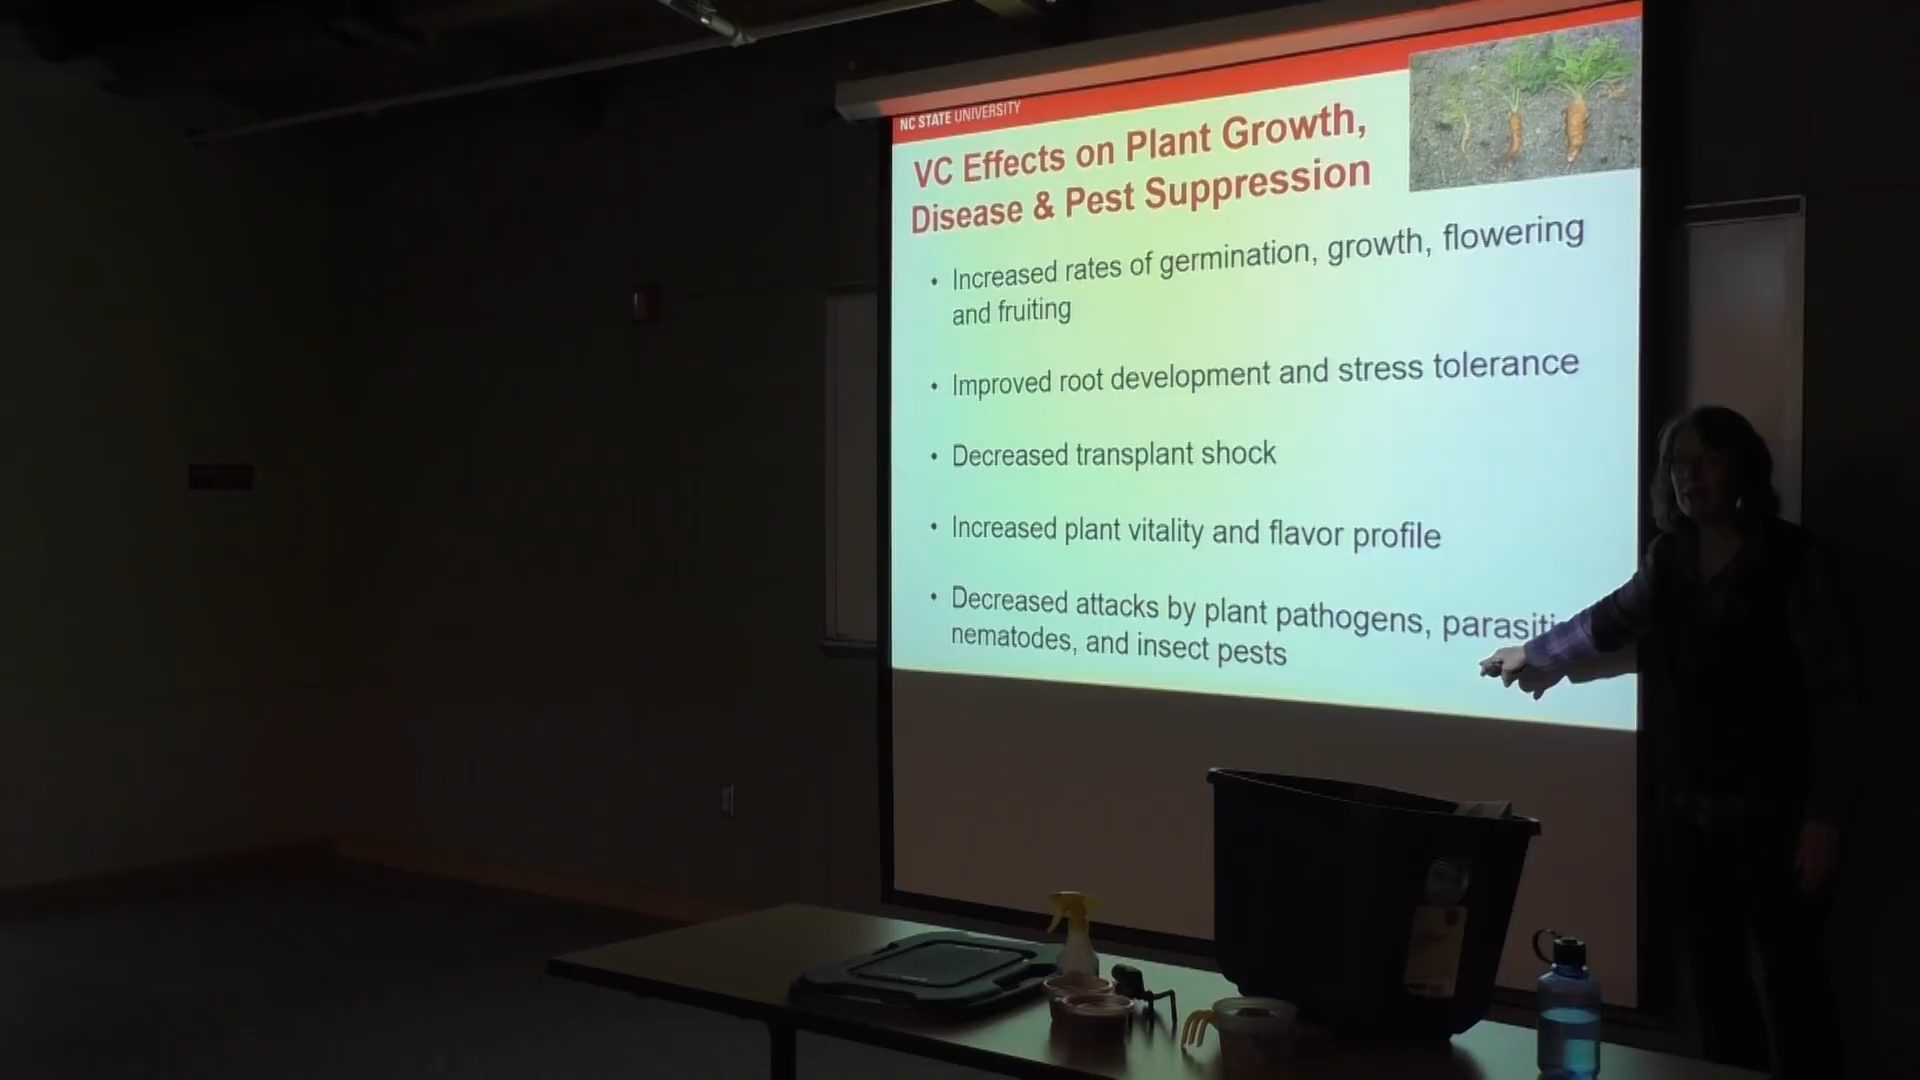 NC STATE UNIVERSITY
VC Effects on Plant Growth,
Disease & Pest Suppression
• Increased rates of germination, growth, flowering
and fruiting
• Improved root development and stress tolerance
• Decreased transplant shock
• Increased plant vitality and flavor profile
• Decreased attacks by plant pathogens, parasiti
nematodes, and insect pests